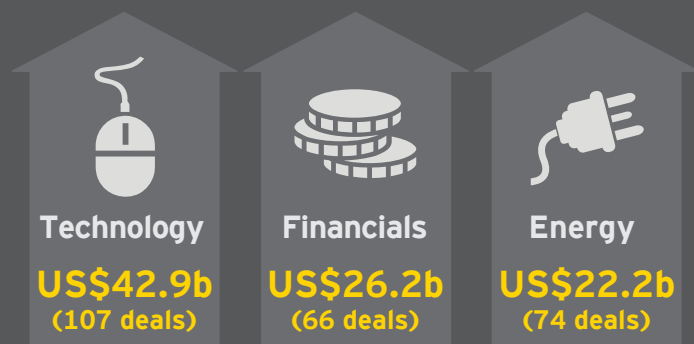 Technology
US$42.9b
(107 deals)
Financials
US$26.2b
(66 deals)
Energy
US$22.2b
(74 deals)